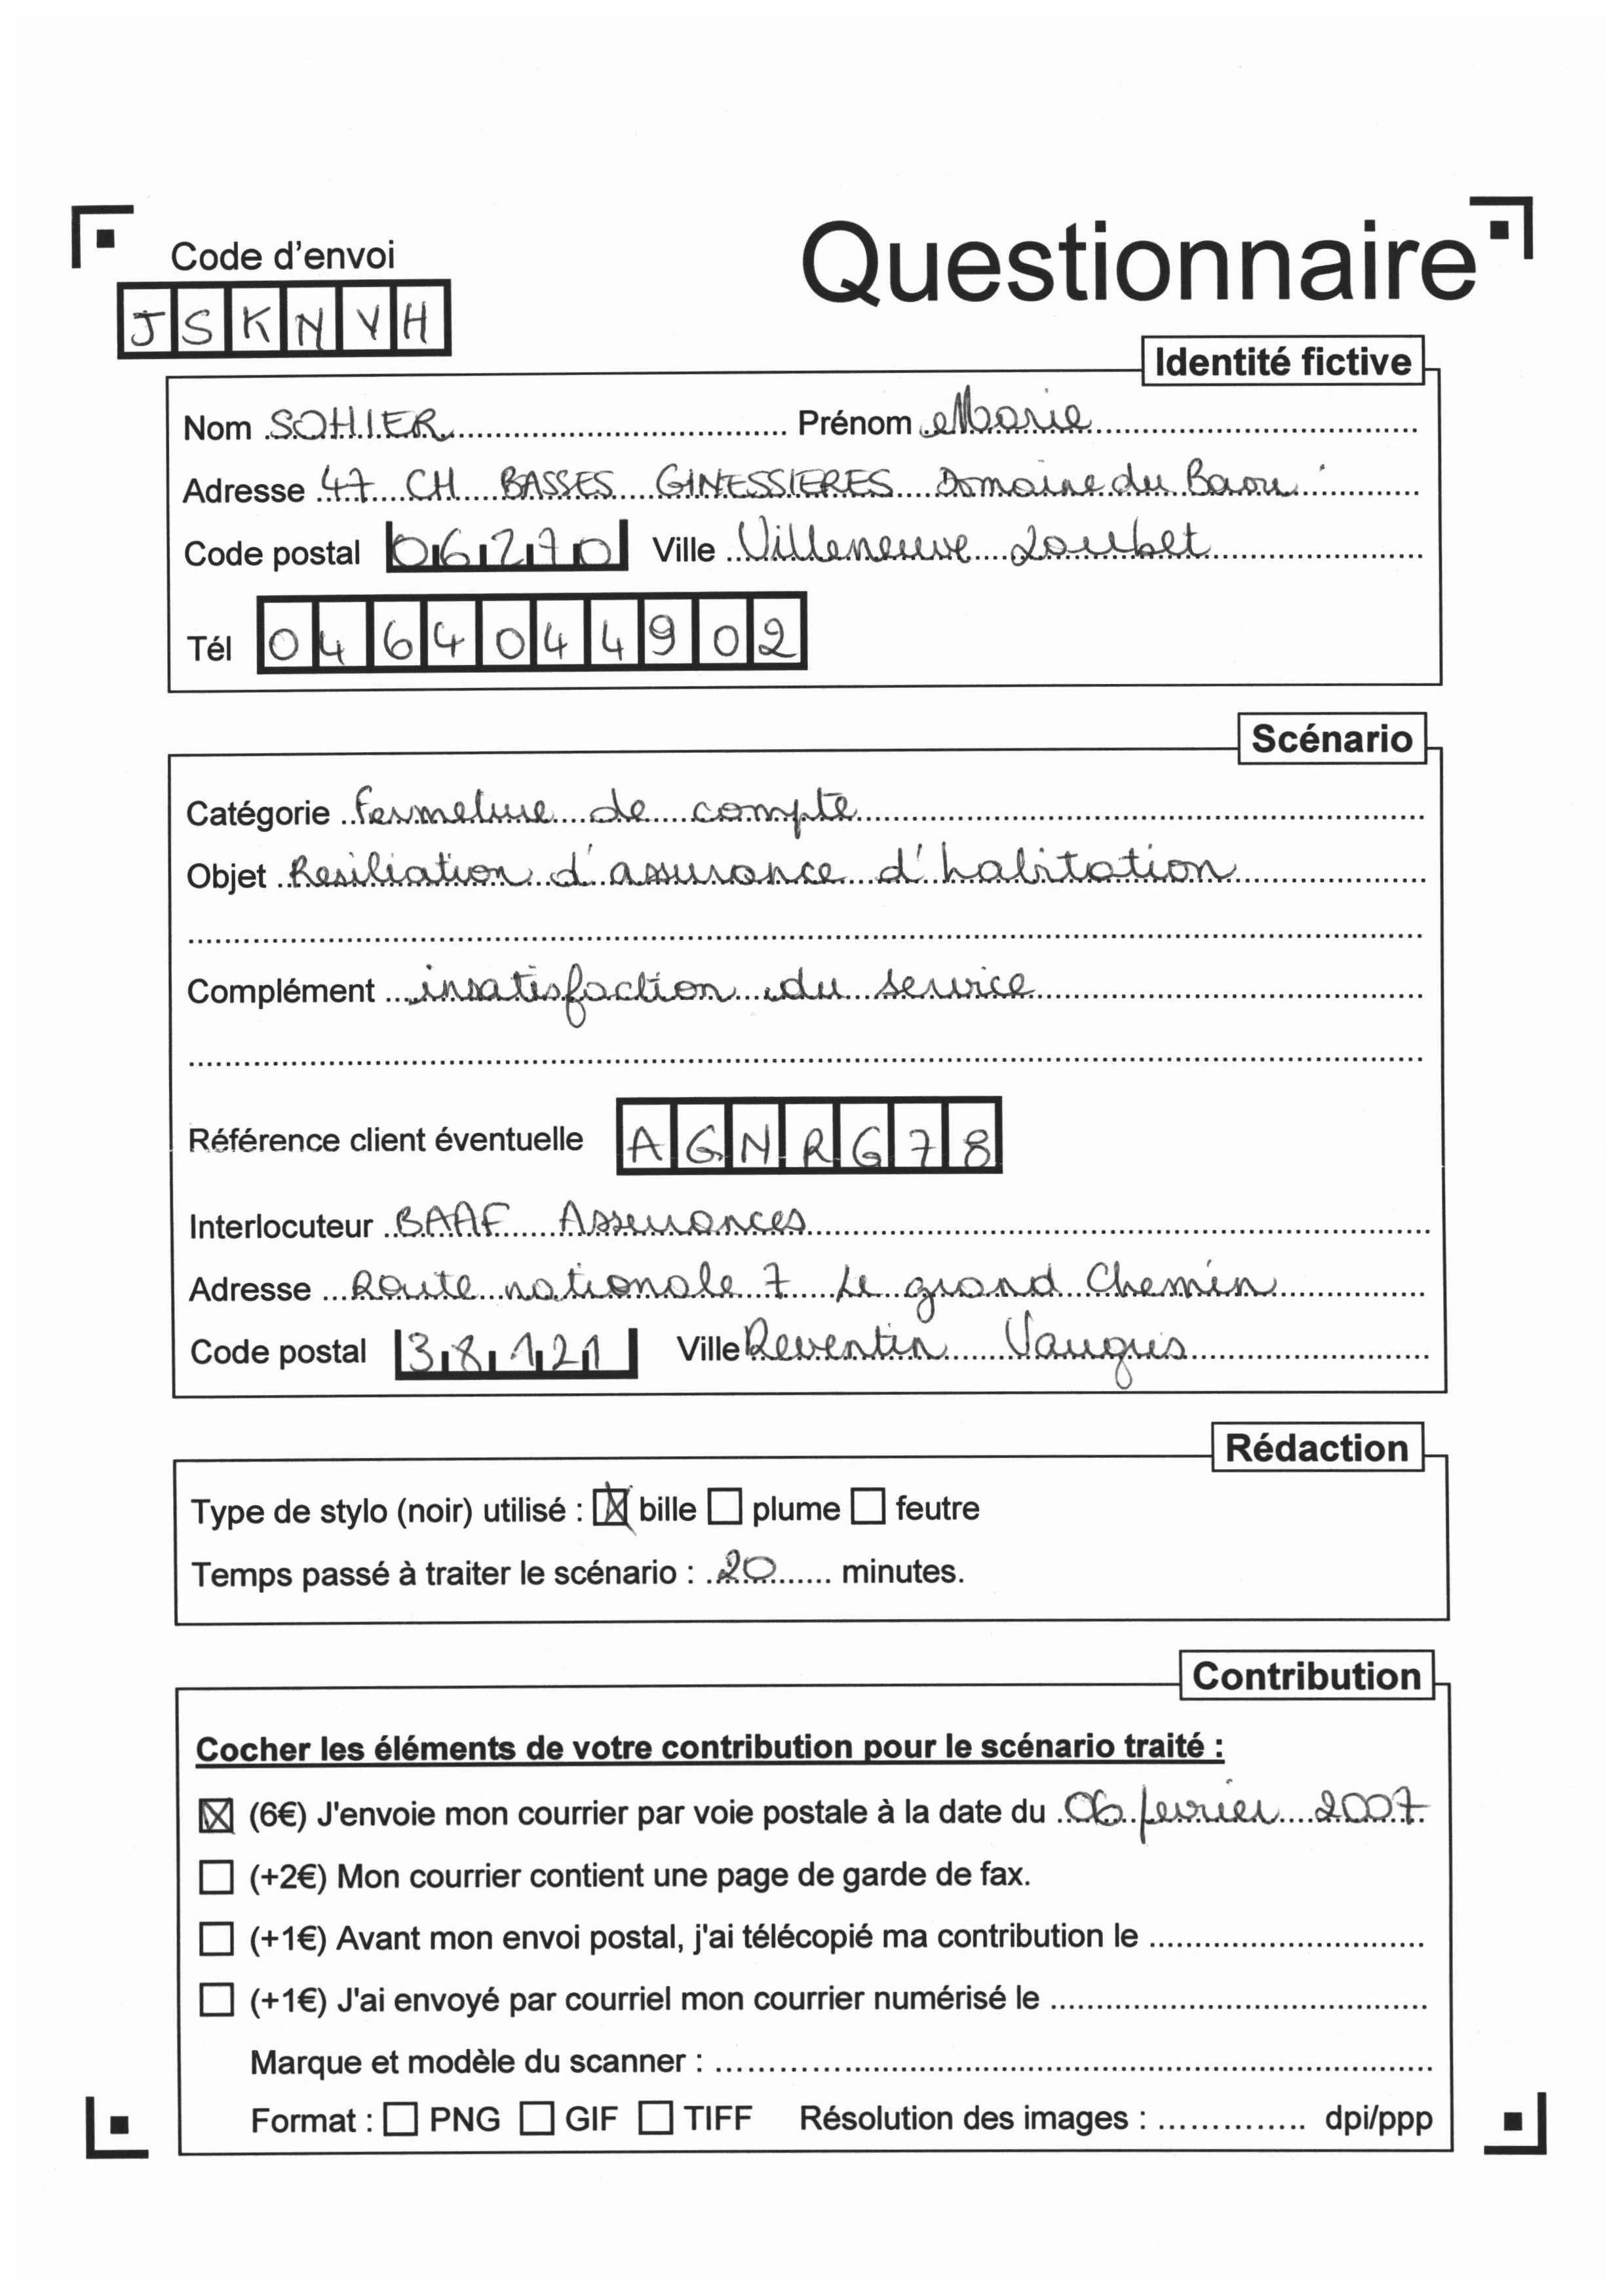 Code d'envoi
Questionnaire
JSKNVH
Identité fictive
Nom SOHIER Prénom Marie
Adresse 47 CH BASSES GINESSIERES Domaine du Baou
Code postal 06270 Ville Villeneuve Loubet
Tél 0464044902
Scénario
Catégorie Fermeture de compte
Objet Resiliation d'assurance d'habitation
Complément insatisfaction du service
Référence client éventuelle AGNRG78
Interlocuteur BAAF Assurances
Adresse Route nationale 7 Le grand Chemin
Code postal 38121 Ville Reventin Vaugris
Rédaction
Type de stylo (noir) utilisé : ☒ bille ☐ plume ☐ feutre
Temps passé à traiter le scénario : 20 minutes.
Contribution
Cocher les éléments de votre contribution pour le scénario traité :
☒ (6€) J'envoie mon courrier par voie postale à la date du 06 fevrier 2007
☐ (+2€) Mon courrier contient une page de garde de fax.
☐ (+1€) Avant mon envoi postal, j'ai télécopié ma contribution le
☐ (+1€) J'ai envoyé par courriel mon courrier numérisé le
Marque et modèle du scanner :
Format : ☐ PNG ☐ GIF ☐ TIFF Résolution des images : dpi/ppp